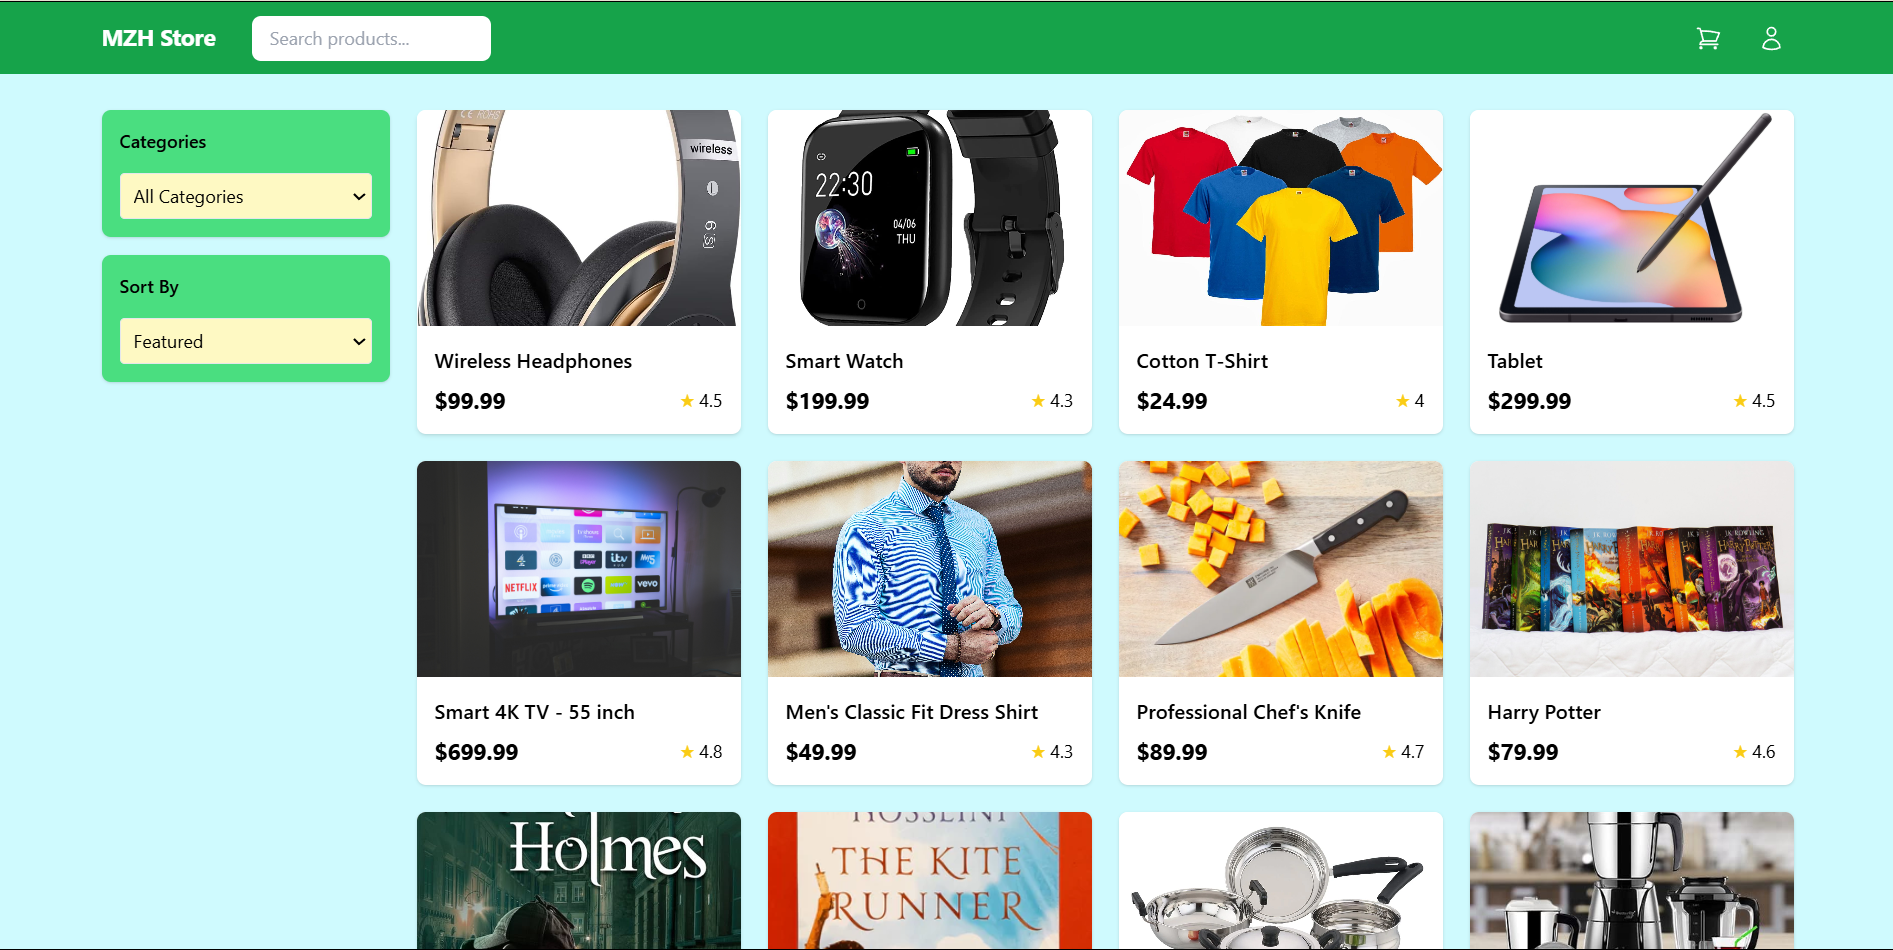 MZH Store
Search products...
Categories
All Categories
Sort By
Featured
wireless
Wireless Headphones
$99.99
★ 4.5
22:30
04/06
THU
Smart Watch
$199.99
★ 4.3
Cotton T-Shirt
$24.99
★ 4
Tablet
$299.99
★ 4.5
NETFLIX
vevo
itv
Smart 4K TV - 55 inch
$699.99
★ 4.8
Men's Classic Fit Dress Shirt
$49.99
★ 4.3
Professional Chef's Knife
$89.99
★ 4.7
J.K. ROWLING
Harry Potter
$79.99
★ 4.6
Holmes
HOSSEINI
THE KITE
RUNNER